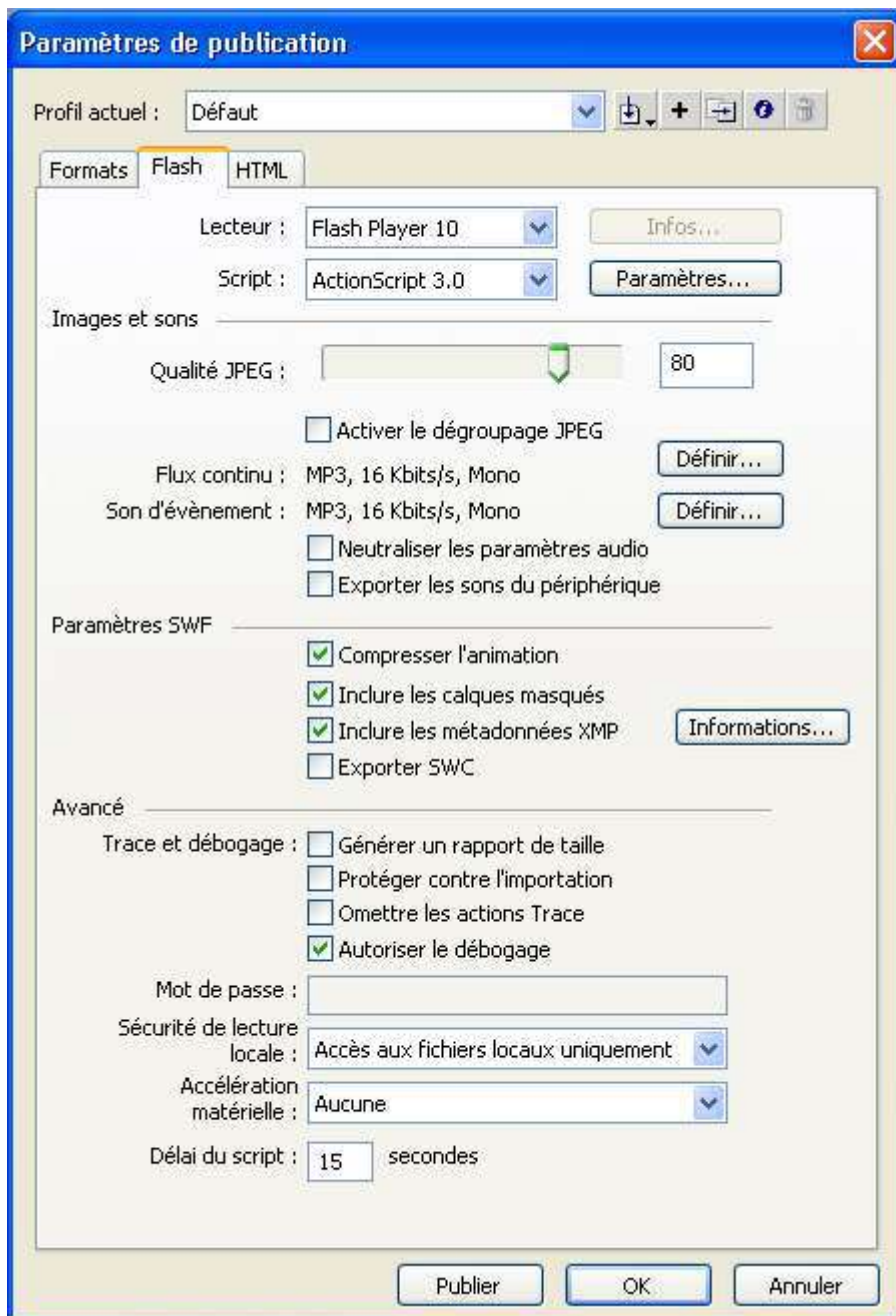 Paramètres de publication
Profil actuel : Défaut
Formats Flash HTML
Lecteur : Flash Player 10 Infos...
Script : ActionScript 3.0 Paramètres...
Images et sons
Qualité JPEG : 80
Activer le dégroupage JPEG
Flux continu : MP3, 16 Kbits/s, Mono Définir...
Son d'évènement : MP3, 16 Kbits/s, Mono Définir...
Neutraliser les paramètres audio
Exporter les sons du périphérique
Paramètres SWF
Compresser l'animation
Inclure les calques masqués
Inclure les métadonnées XMP Informations...
Exporter SWC
Avancé
Trace et débogage : Générer un rapport de taille
Protéger contre l'importation
Omettre les actions Trace
Autoriser le débogage
Mot de passe :
Sécurité de lecture
locale : Accès aux fichiers locaux uniquement
Accélération
matérielle : Aucune
Délai du script : 15 secondes
Publier OK Annuler